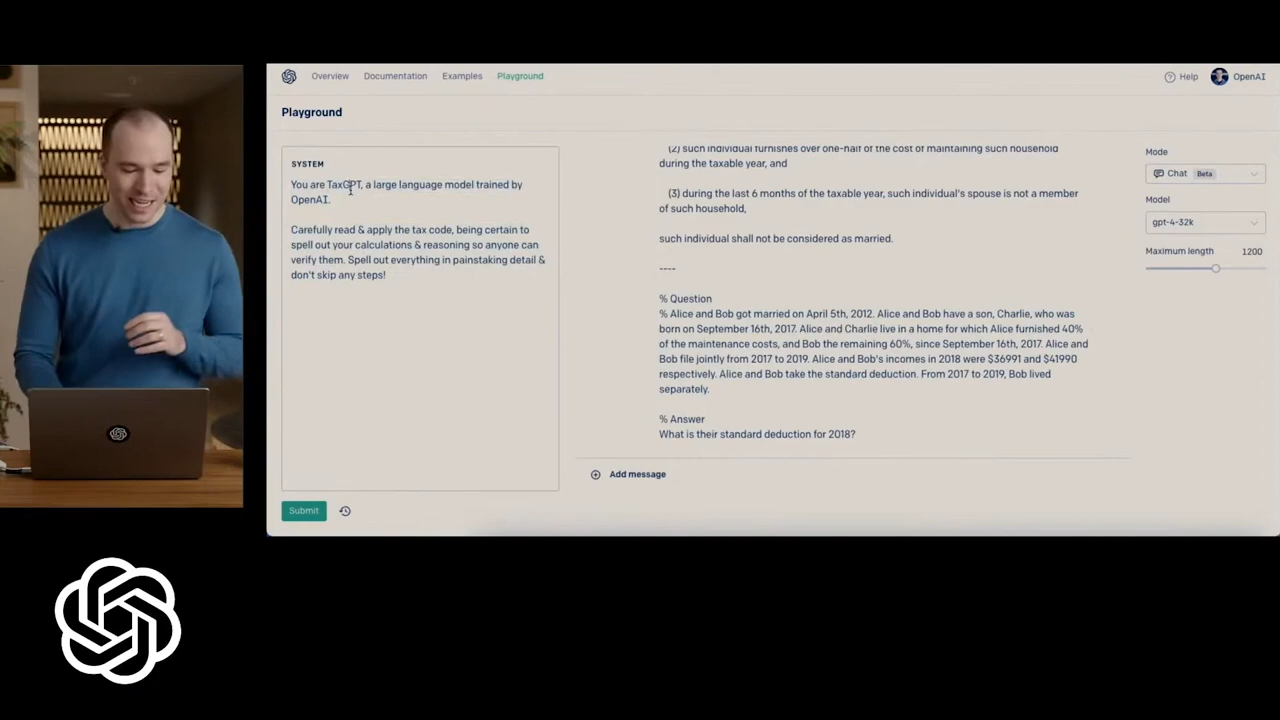 Overview Documentation Examples Playground
Help OpenAI
Playground
SYSTEM
You are TaxGPT, a large language model trained by
OpenAI.
Carefully read & apply the tax code, being certain to
spell out your calculations & reasoning so anyone can
verify them. Spell out everything in painstaking detail &
don't skip any steps!
(2) such individual furnishes over one-half of the cost of maintaining such household
during the taxable year, and
(3) during the last 6 months of the taxable year, such individual's spouse is not a member
of such household,
such individual shall not be considered as married.
----
% Question
% Alice and Bob got married on April 5th, 2012. Alice and Bob have a son, Charlie, who was
born on September 16th, 2017. Alice and Charlie live in a home for which Alice furnished 40%
of the maintenance costs, and Bob the remaining 60%, since September 16th, 2017. Alice and
Bob file jointly from 2017 to 2019. Alice and Bob's incomes in 2018 were $36991 and $41990
respectively. Alice and Bob take the standard deduction. From 2017 to 2019, Bob lived
separately.
% Answer
What is their standard deduction for 2018?
Add message
Mode
Chat Beta
Model
gpt-4-32k
Maximum length 1200
Submit